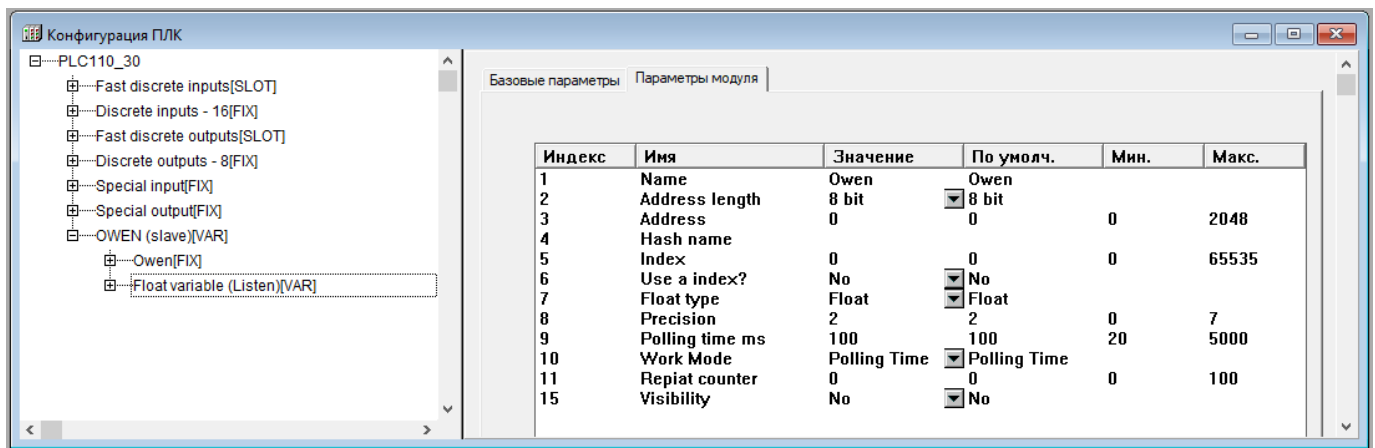 Конфигурация ПЛК
PLC110_30
Fast discrete inputs[SLOT]
Discrete inputs - 16[FIX]
Fast discrete outputs[SLOT]
Discrete outputs - 8[FIX]
Special input[FIX]
Special output[FIX]
OWEN (slave)[VAR]
Owen[FIX]
Float variable (Listen)[VAR]
Базовые параметры Параметры модуля
Индекс Имя Значение По умолч. Мин. Макс.
1 Name Owen Owen
2 Address length 8 bit 8 bit
3 Address 0 0 0 2048
4 Hash name
5 Index 0 0 0 65535
6 Use a index? No No
7 Float type Float Float
8 Precision 2 2 0 7
9 Polling time ms 100 100 20 5000
10 Work Mode Polling Time Polling Time
11 Repiat counter 0 0 0 100
15 Visibility No No